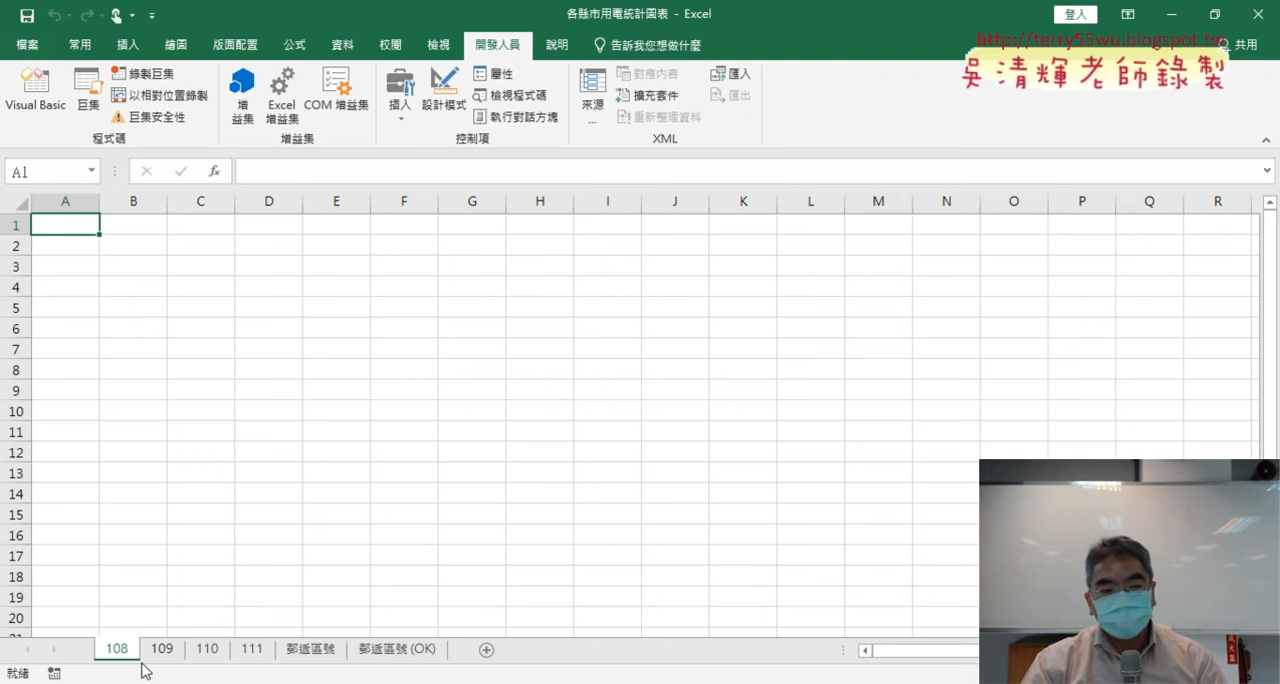 各縣市用電統計圖表 - Excel
登入
檔案 常用 插入 繪圖 版面配置 公式 資料 校閱 檢視 開發人員 說明 告訴我您想做什麼 共用
http://terry55wu.blogspot.tw
吳清輝老師錄製
Visual Basic
巨集
錄製巨集
以相對位置錄製
巨集安全性
程式碼
增益集
Excel 增益集
COM 增益集
增益集
插入
設計模式
屬性
檢視程式碼
執行對話方塊
控制項
來源...
對應內容
擴充套件
重新整理資料
匯入
匯出
XML
A1
fx
A B C D E F G H I J K L M N O P Q R
1
2
3
4
5
6
7
8
9
10
11
12
13
14
15
16
17
18
19
20
21
108 109 110 111 郵遞區號 郵遞區號 (OK)
就緒